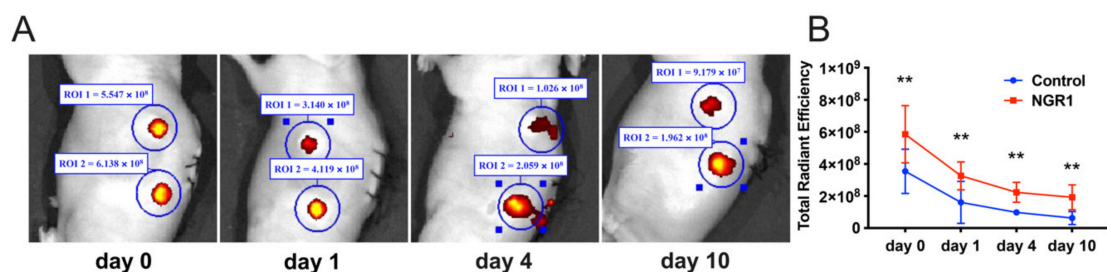 A
ROI 1 = 5.547 × 10⁸
ROI 2 = 6.138 × 10⁸
day 0
ROI 1 = 3.140 × 10⁸
ROI 2 = 4.119 × 10⁸
day 1
ROI 1 = 1.026 × 10⁸
ROI 2 = 2.059 × 10⁸
day 4
ROI 1 = 9.179 × 10⁷
ROI 2 = 1.962 × 10⁸
day 10
B
Total Radiant Efficiency
1×10⁹
8×10⁸
6×10⁸
4×10⁸
2×10⁸
0
** ** ** **
Control
NGR1
day 0 day 1 day 4 day 10